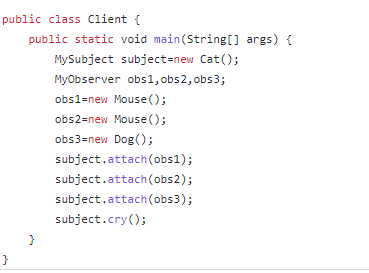 public class Client {
    public static void main(String[] args) {
        MySubject subject=new Cat();
        MyObserver obs1,obs2,obs3;
        obs1=new Mouse();
        obs2=new Mouse();
        obs3=new Dog();
        subject.attach(obs1);
        subject.attach(obs2);
        subject.attach(obs3);
        subject.cry();
    }
}